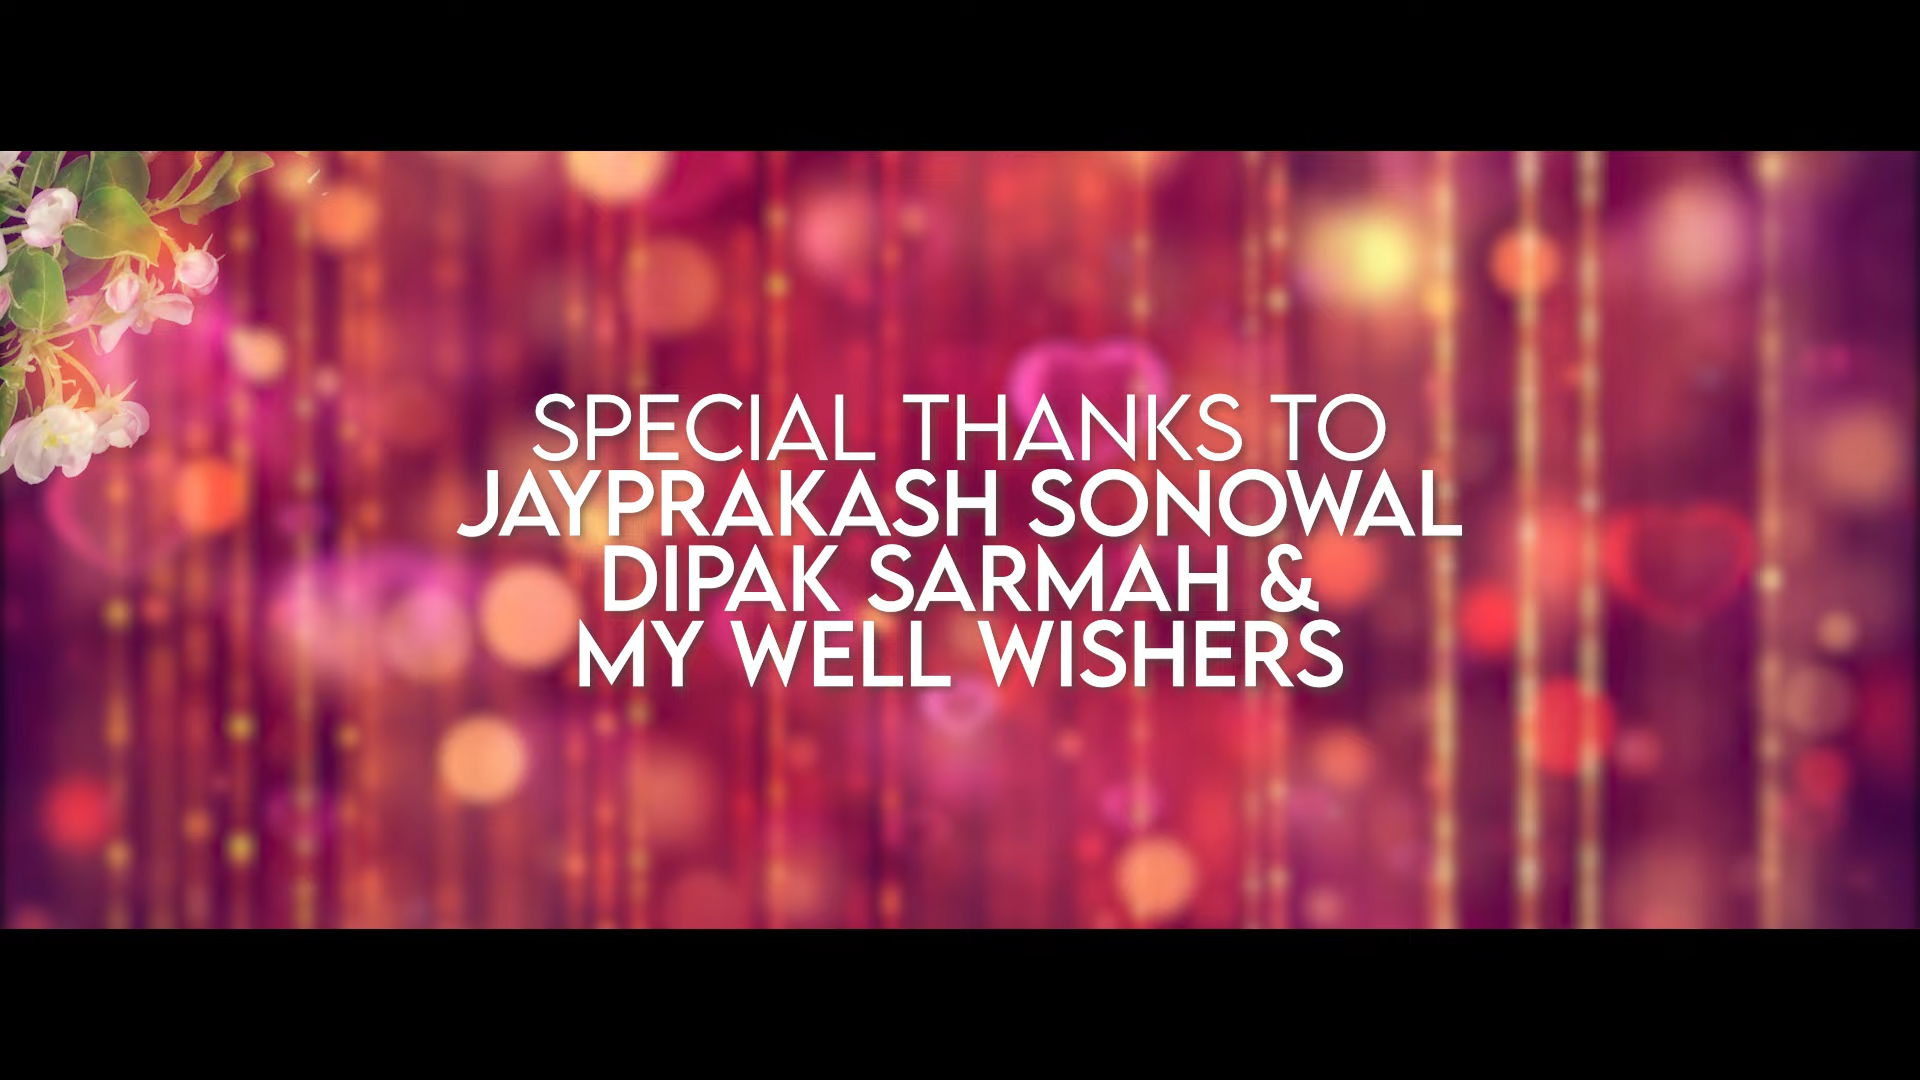 SPECIAL THANKS TO
JAYPRAKASH SONOWAL
DIPAK SARMAH &
MY WELL WISHERS